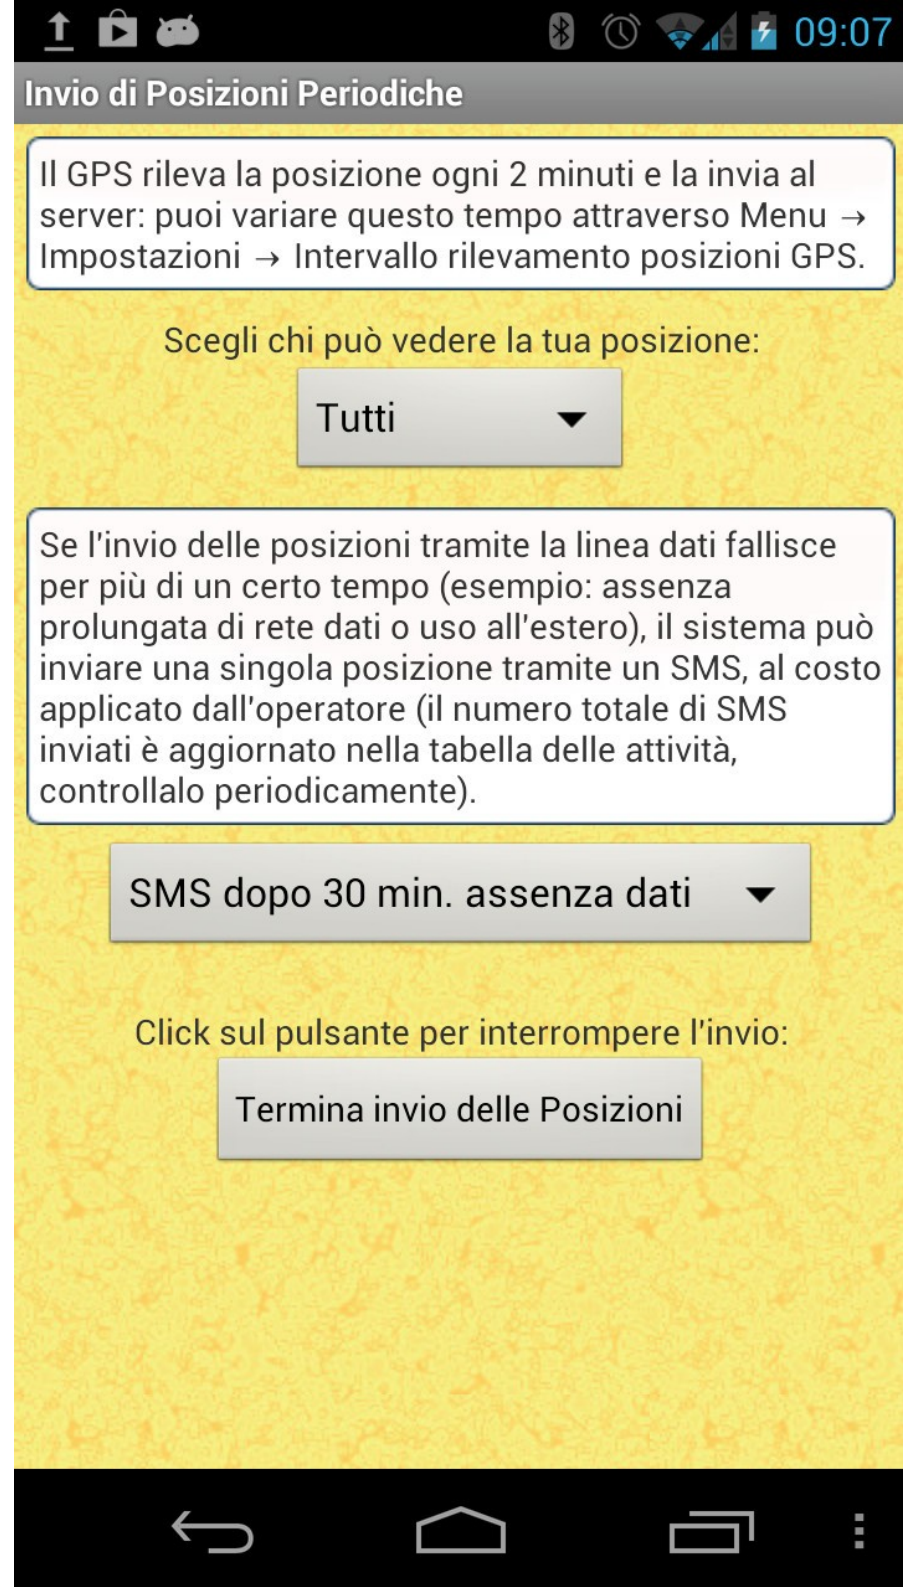 09:07
Invio di Posizioni Periodiche
Il GPS rileva la posizione ogni 2 minuti e la invia al
server: puoi variare questo tempo attraverso Menu →
Impostazioni → Intervallo rilevamento posizioni GPS.
Scegli chi può vedere la tua posizione:
Tutti
Se l'invio delle posizioni tramite la linea dati fallisce
per più di un certo tempo (esempio: assenza
prolungata di rete dati o uso all'estero), il sistema può
inviare una singola posizione tramite un SMS, al costo
applicato dall'operatore (il numero totale di SMS
inviati è aggiornato nella tabella delle attività,
controllalo periodicamente).
SMS dopo 30 min. assenza dati
Click sul pulsante per interrompere l'invio:
Termina invio delle Posizioni